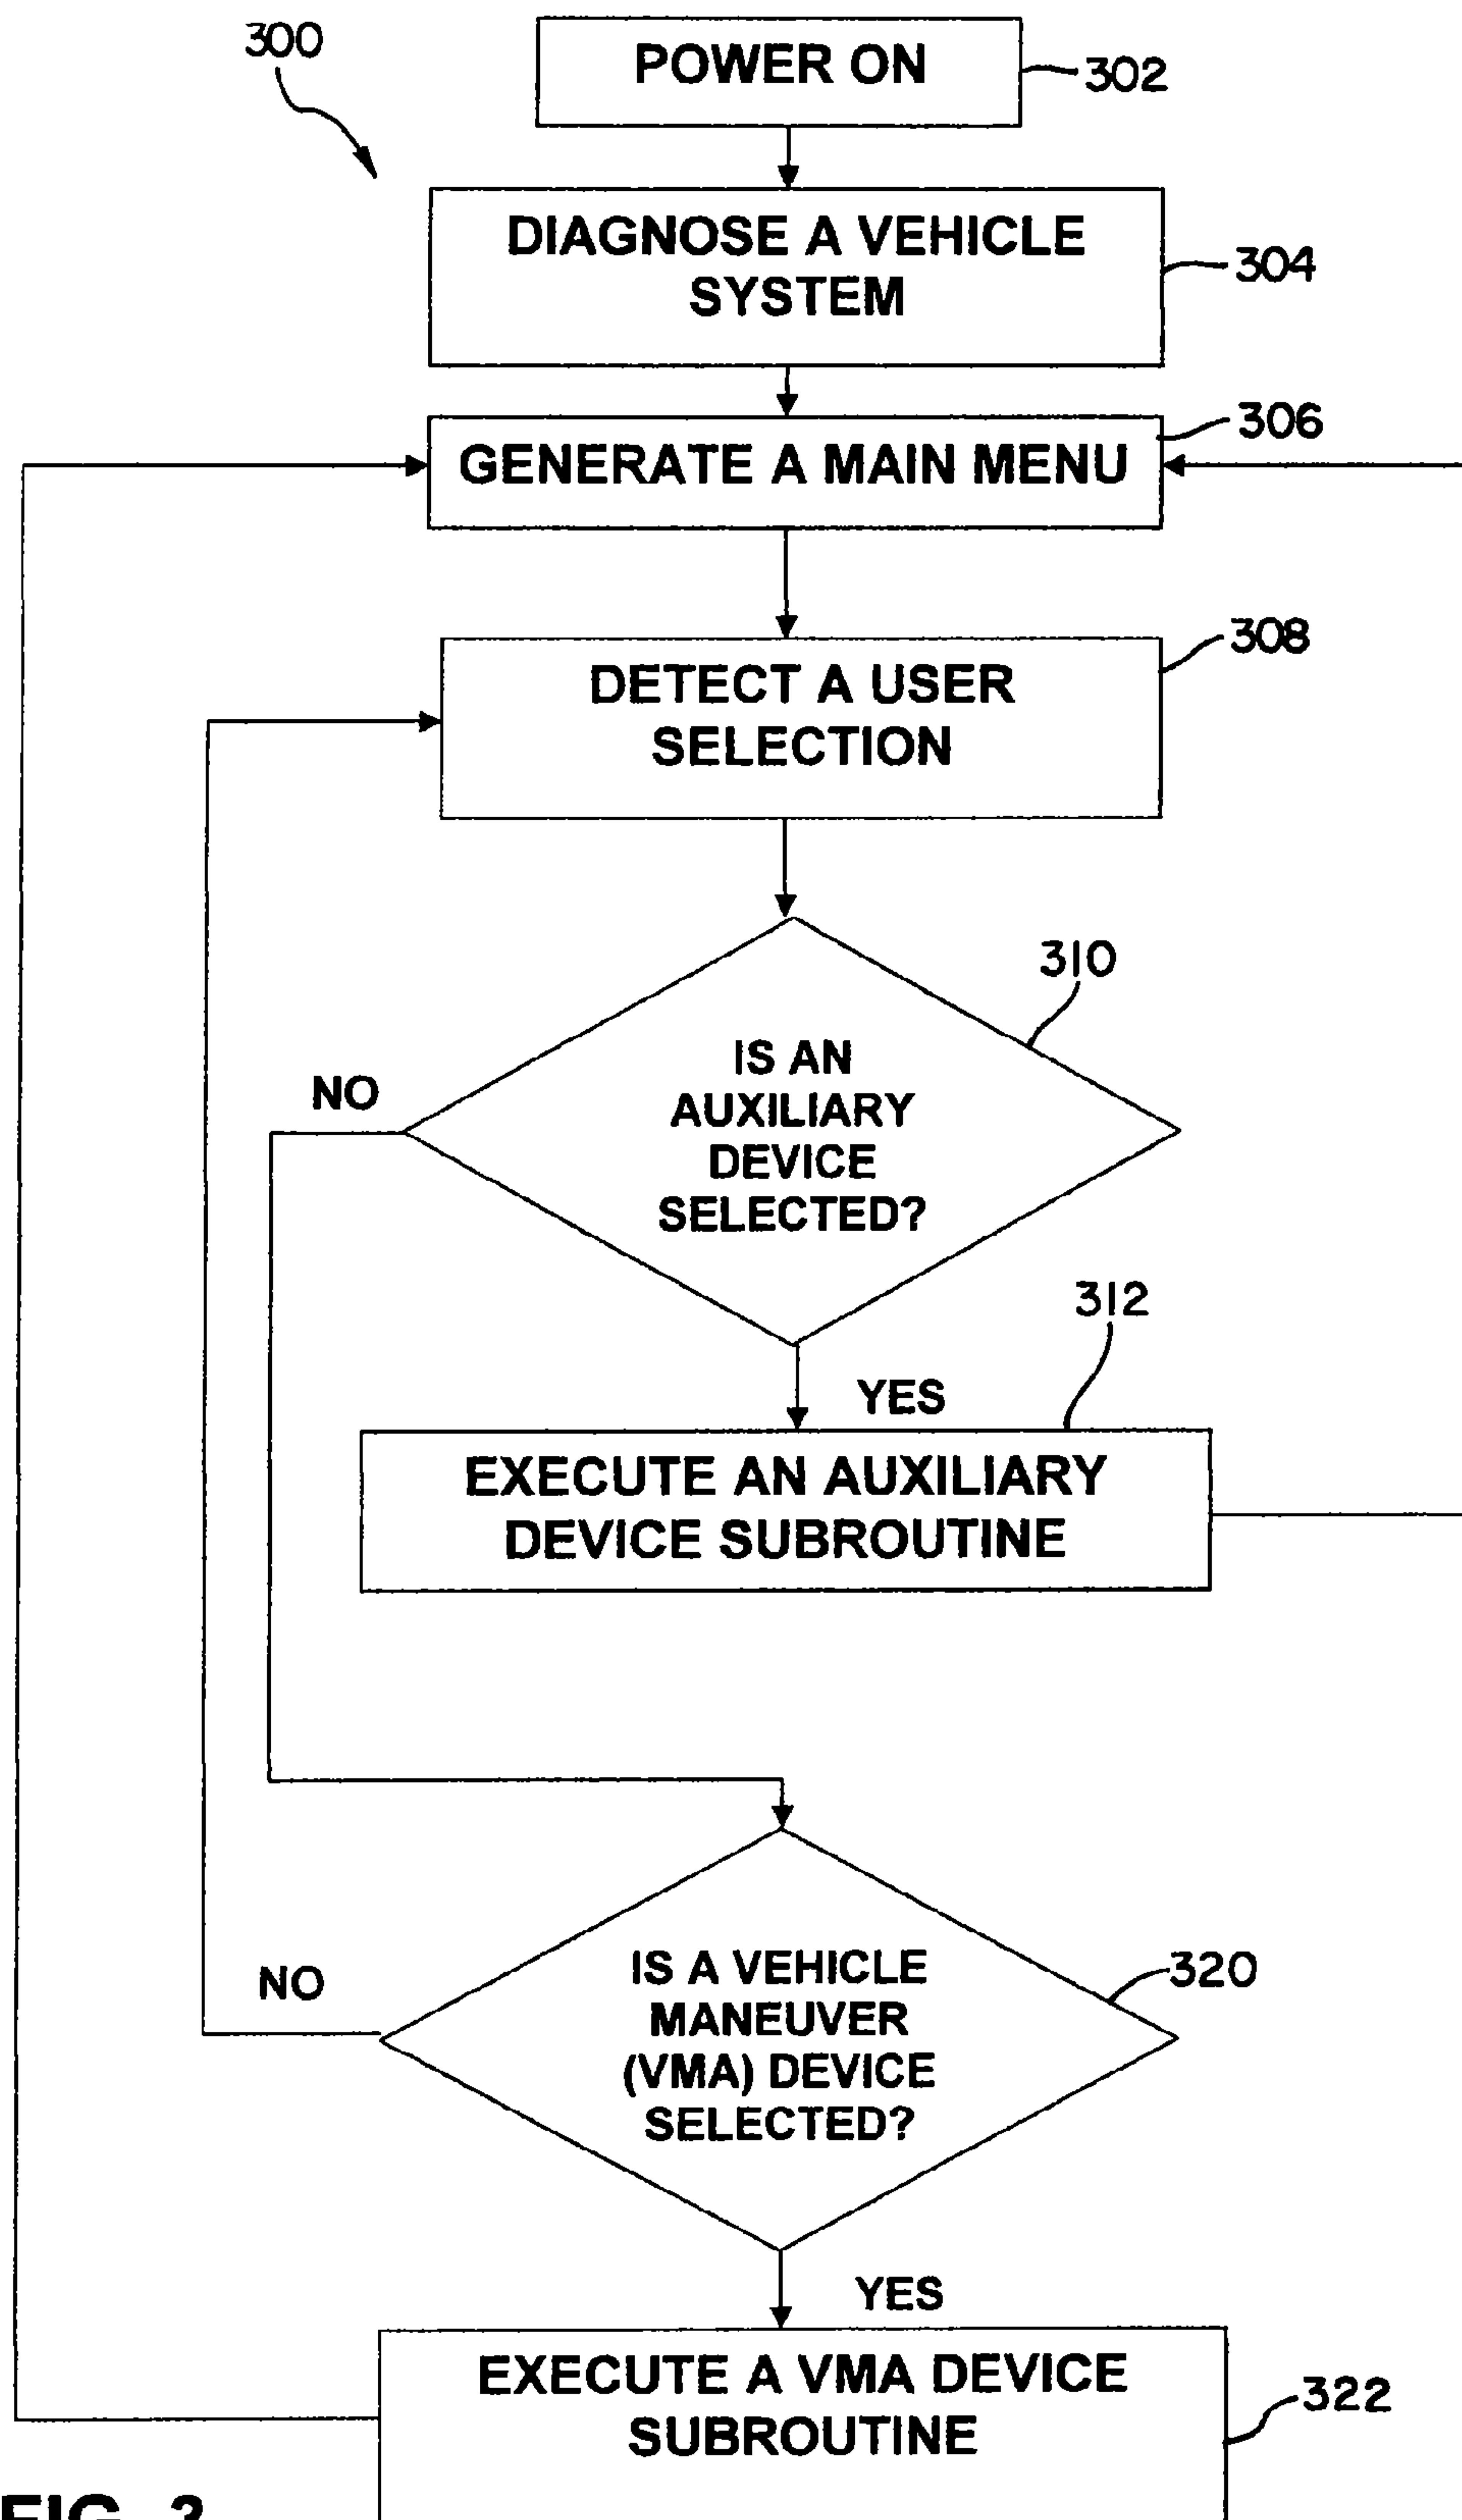 300
POWER ON
302
DIAGNOSE A VEHICLE
SYSTEM
304
306
GENERATE A MAIN MENU
308
DETECT A USER
SELECTION
310
IS AN
AUXILIARY
DEVICE
SELECTED?
NO
312
YES
EXECUTE AN AUXILIARY
DEVICE SUBROUTINE
IS A VEHICLE
MANEUVER
(VMA) DEVICE
SELECTED?
320
NO
YES
EXECUTE A VMA DEVICE
SUBROUTINE
322
FIG.